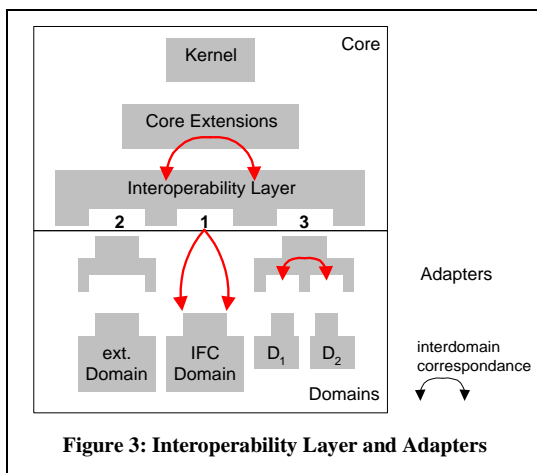 Core
Kernel
Core Extensions
Interoperability Layer
2 1 3
Adapters
ext.
Domain
IFC
Domain
D1 D2
Domains
interdomain
correspondance
Figure 3: Interoperability Layer and Adapters